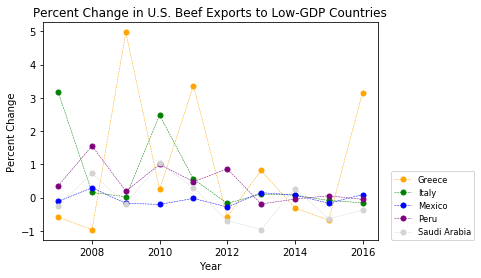 Percent Change in U.S. Beef Exports to Low-GDP Countries
Percent Change
5
4
3
2
1
0
−1
2008 2010 2012 2014 2016
Year
Greece
Italy
Mexico
Peru
Saudi Arabia